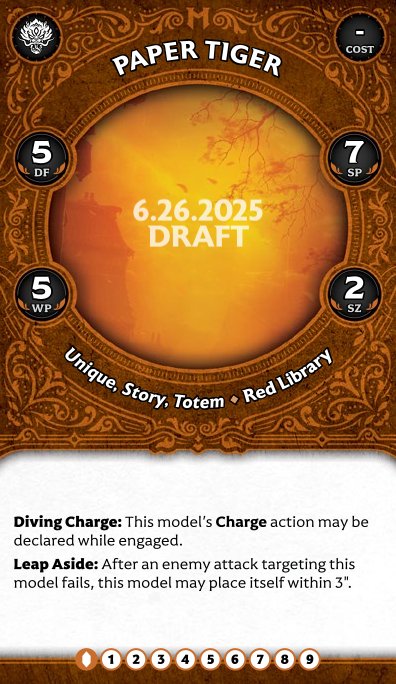 PAPER TIGER
-
COST
5
DF
7
SP
6.26.2025
DRAFT
5
WP
2
SZ
Unique, Story, Totem ♦ Red Library
Diving Charge: This model's Charge action may be
declared while engaged.
Leap Aside: After an enemy attack targeting this
model fails, this model may place itself within 3".
1 2 3 4 5 6 7 8 9